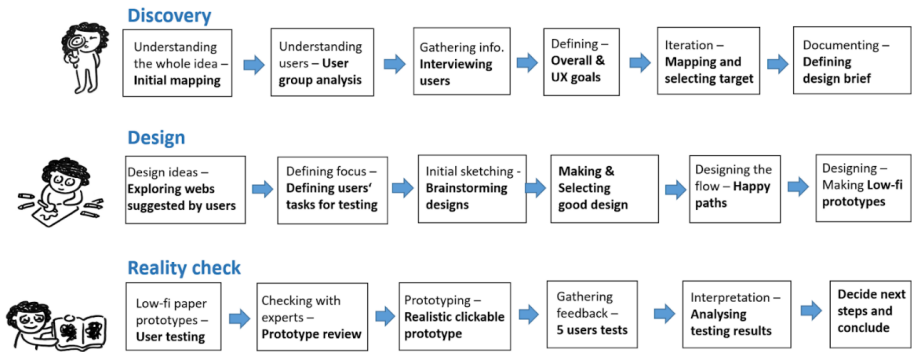 Discovery
Understanding
the whole idea –
Initial mapping
Understanding
users – User
group analysis
Gathering info.
Interviewing
users
Defining –
Overall &
UX goals
Iteration –
Mapping and
selecting target
Documenting –
Defining
design brief
Design
Design ideas –
Exploring webs
suggested by users
Defining focus –
Defining users‘
tasks for testing
Initial sketching -
Brainstorming
designs
Making &
Selecting
good design
Designing the
flow – Happy
paths
Designing –
Making Low-fi
prototypes
Reality check
Low-fi paper
prototypes –
User testing
Checking with
experts –
Prototype review
Prototyping –
Realistic clickable
prototype
Gathering
feedback –
5 users tests
Interpretation –
Analysing
testing results
Decide next
steps and
conclude